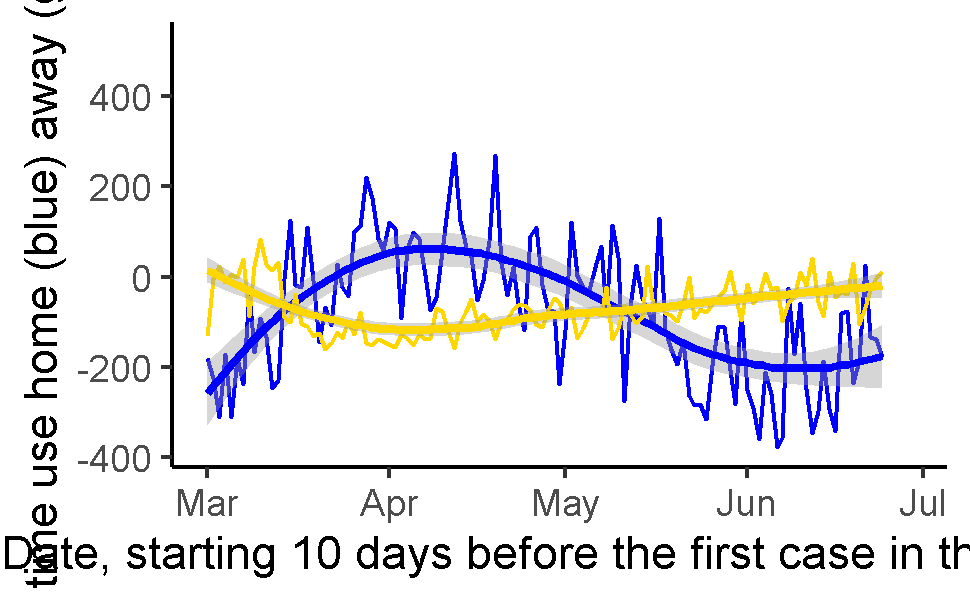 time use home (blue) away (
400
200
0
-200
-400
Mar Apr May Jun Jul
Date, starting 10 days before the first case in th